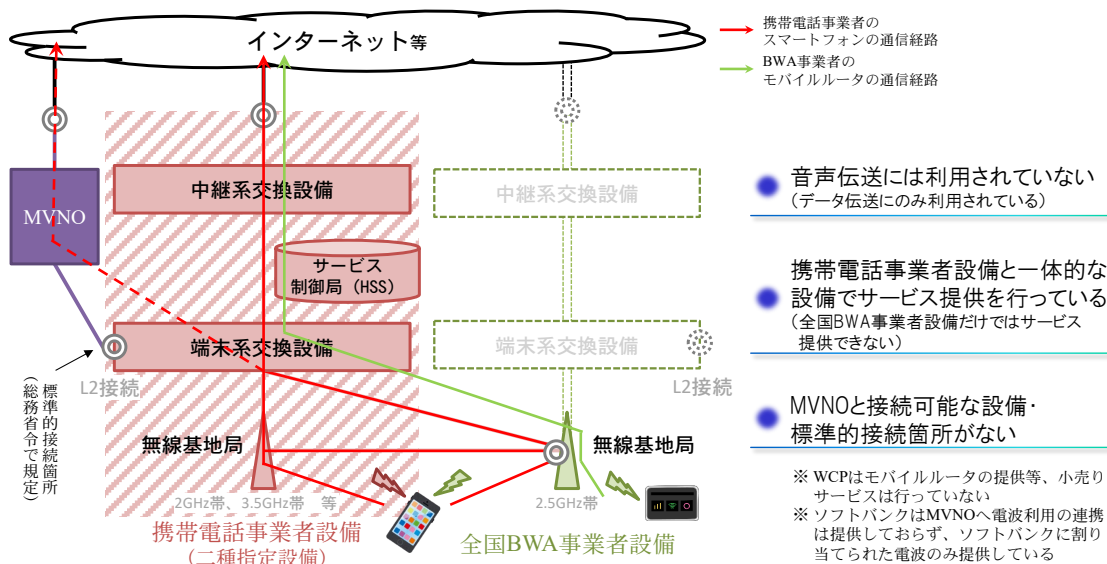 インターネット等
携帯電話事業者の
スマートフォンの通信経路
BWA事業者の
モバイルルータの通信経路
MVNO
中継系交換設備
中継系交換設備
サービス
制御局（HSS）
端末系交換設備
端末系交換設備
L2接続
L2接続
標準的接続箇所
（総務省令で規定）
無線基地局
無線基地局
2GHz帯、3.5GHz帯　等
2.5GHz帯
携帯電話事業者設備
（二種指定設備）
全国BWA事業者設備
音声伝送には利用されていない
（データ伝送にのみ利用されている）
携帯電話事業者設備と一体的な
設備でサービス提供を行っている
（全国BWA事業者設備だけではサービス
提供できない）
MVNOと接続可能な設備・
標準的接続箇所がない
※ WCPはモバイルルータの提供等、小売り
サービスは行っていない
※ ソフトバンクはMVNOへ電波利用の連携
は提供しておらず、ソフトバンクに割り
当てられた電波のみ提供している